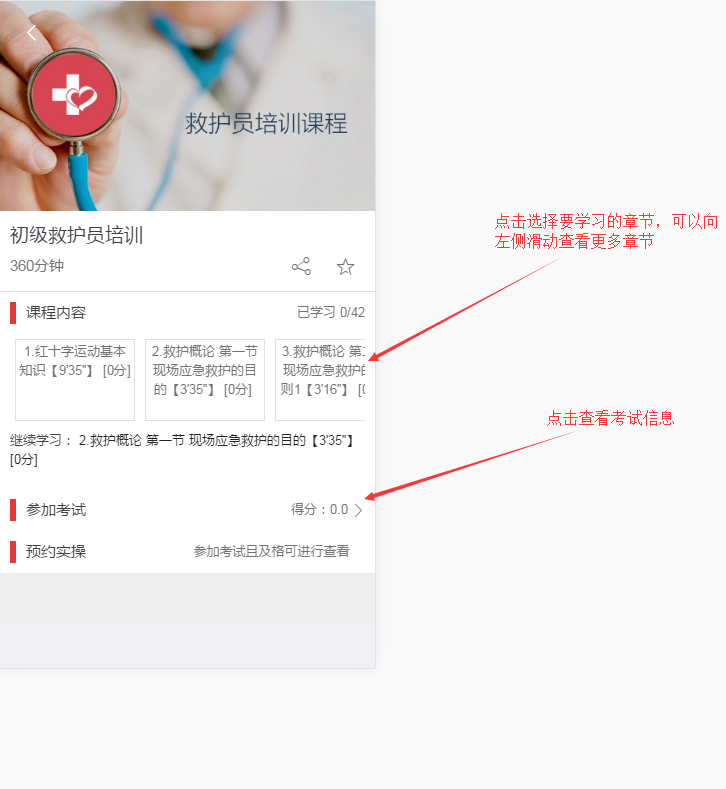 救护员培训课程
初级救护员培训
360分钟
点击选择要学习的章节，可以向
左侧滑动查看更多章节
课程内容
已学习 0/42
1.红十字运动基本
知识【9'35"】 [0分]
2.救护概论 第一节
现场应急救护的目
的【3'35"】 [0分]
3.救护概论 第
现场应急救护
则1【3'16"】 [
继续学习： 2.救护概论 第一节 现场应急救护的目的【3'35"】
[0分]
点击查看考试信息
参加考试
得分：0.0
预约实操
参加考试且及格可进行查看